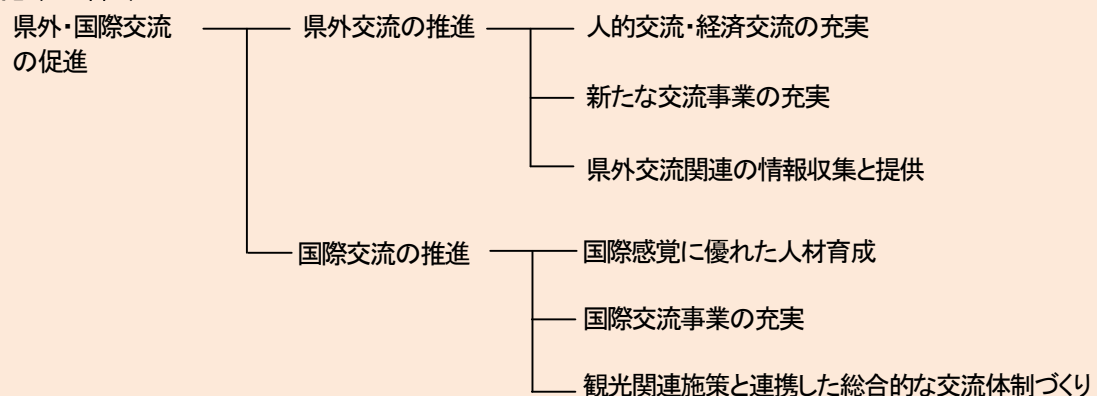 県外・国際交流
の促進
県外交流の推進
人的交流・経済交流の充実
新たな交流事業の充実
県外交流関連の情報収集と提供
国際交流の推進
国際感覚に優れた人材育成
国際交流事業の充実
観光関連施策と連携した総合的な交流体制づくり